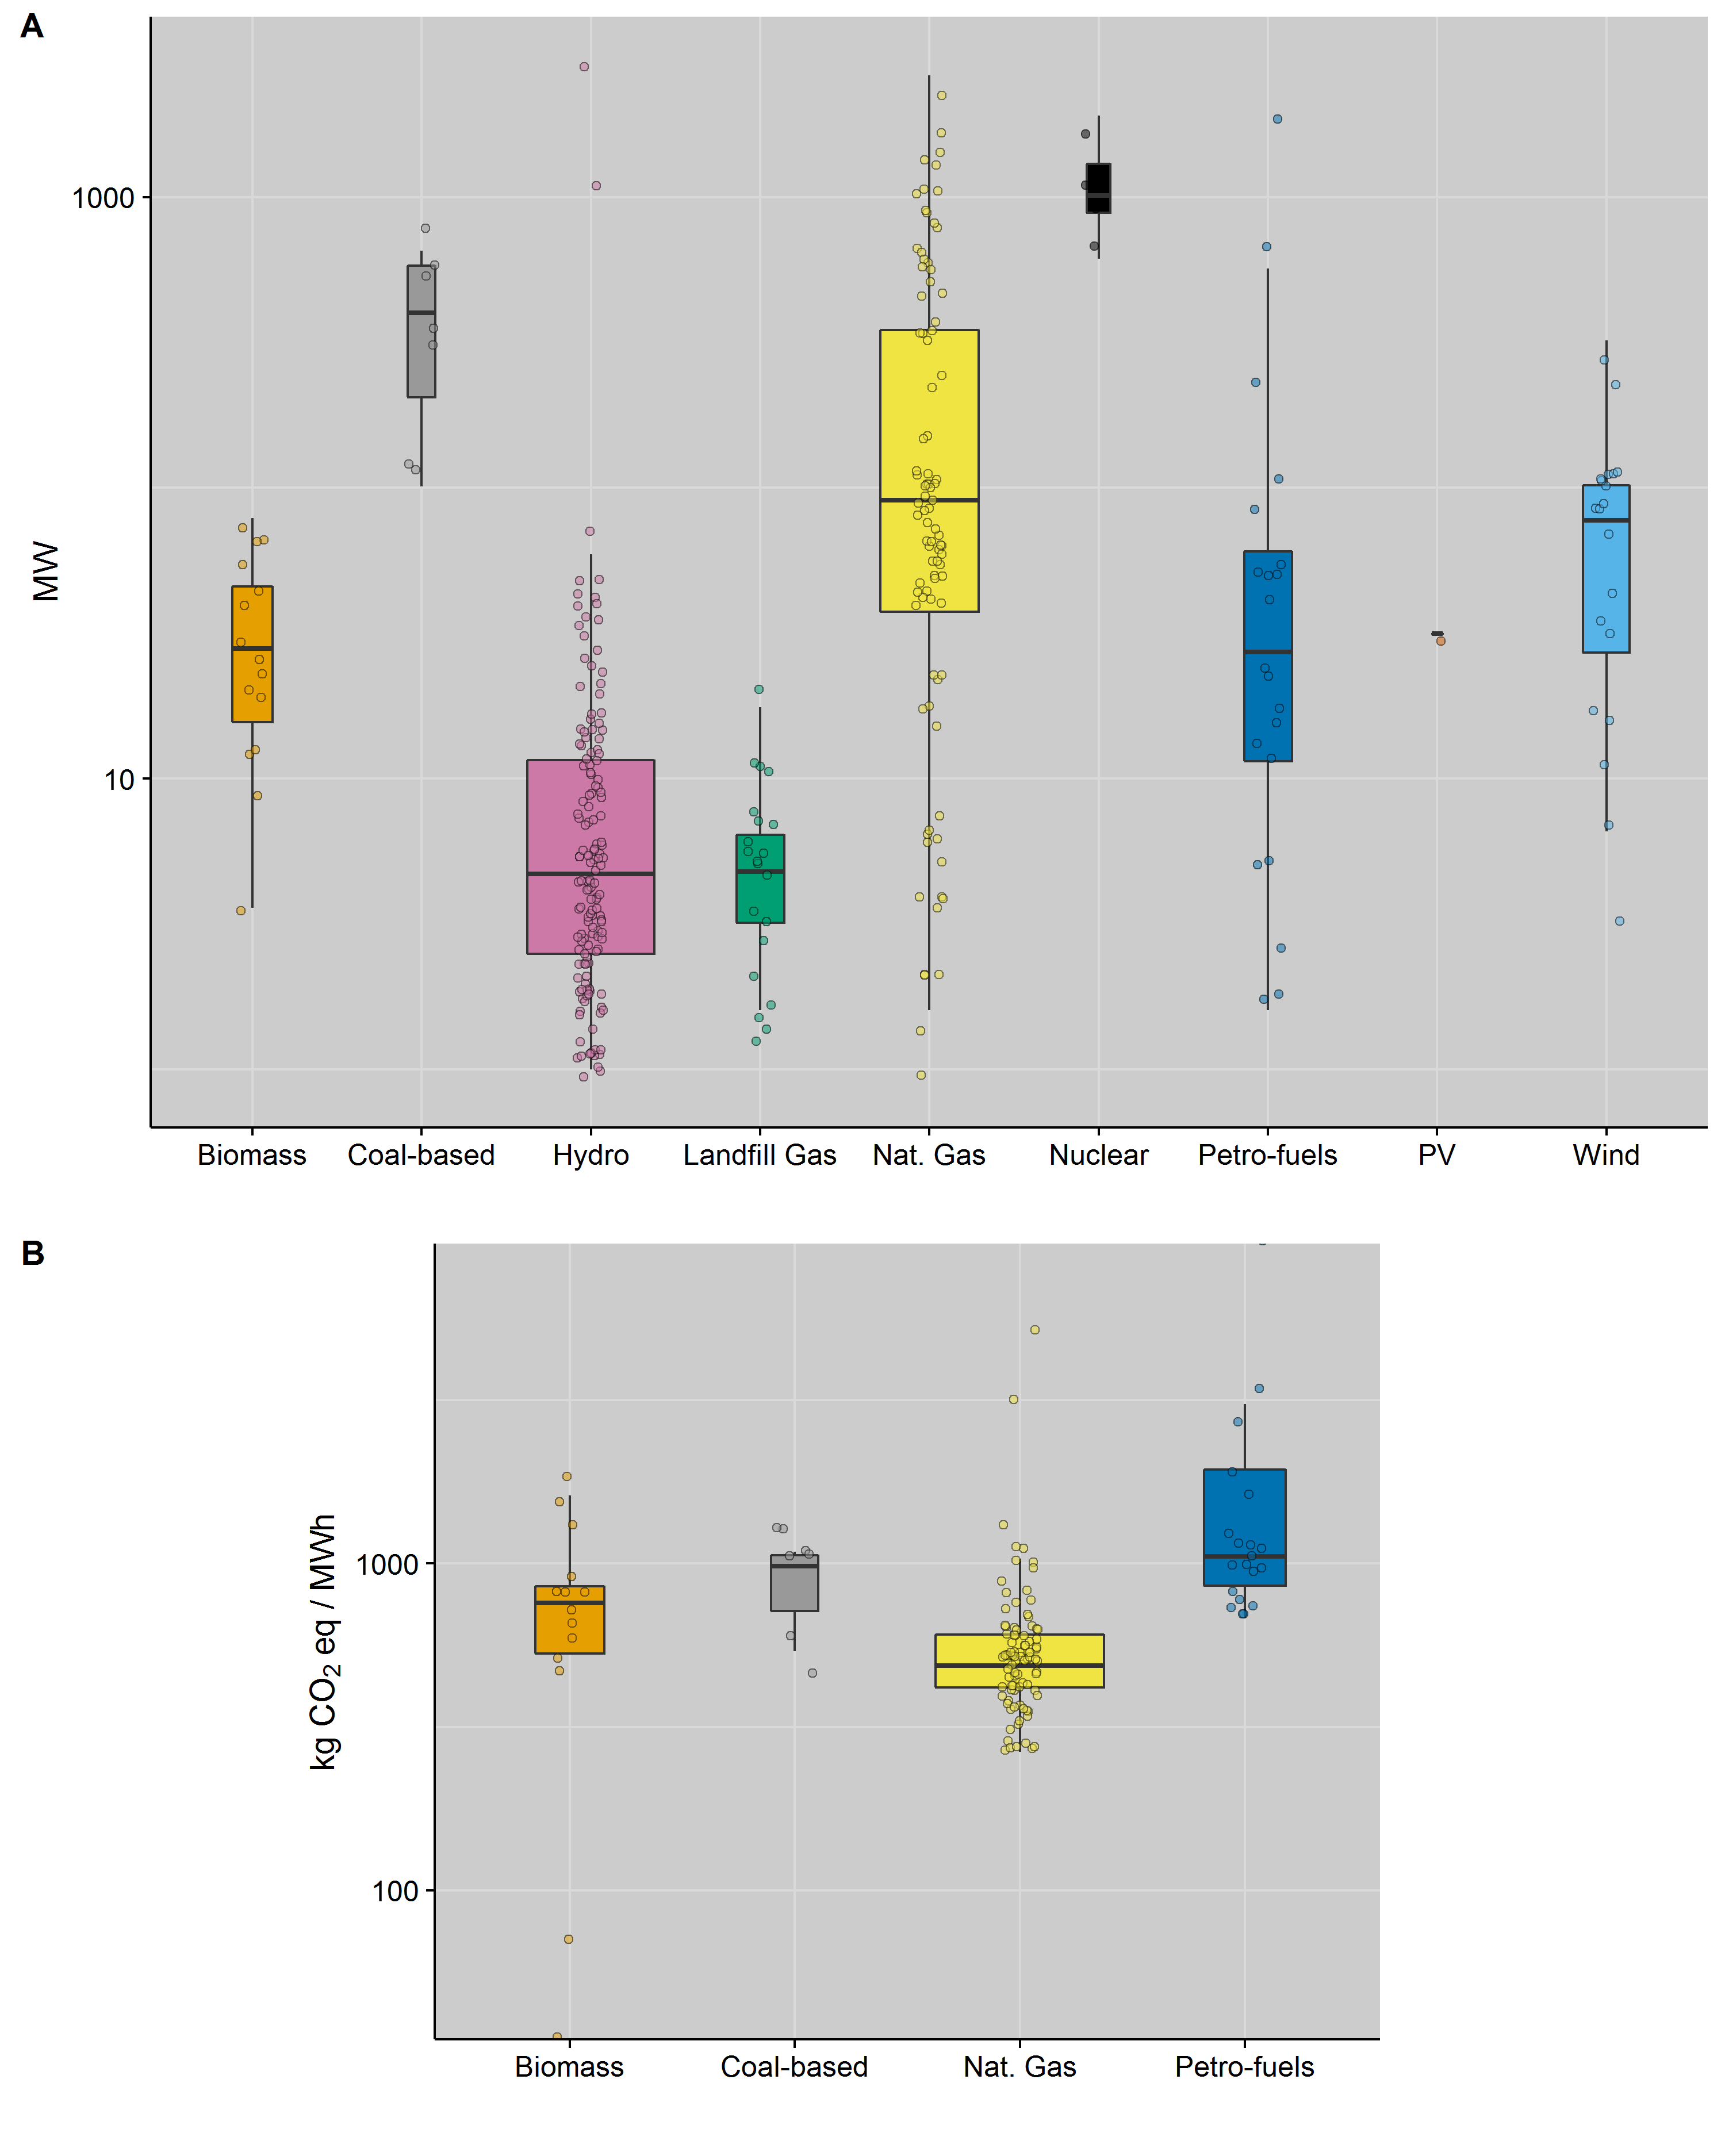 A
1000
MW
10
Biomass Coal-based Hydro Landfill Gas Nat. Gas Nuclear Petro-fuels PV Wind
B
kg CO₂ eq / MWh
1000
100
Biomass Coal-based Nat. Gas Petro-fuels